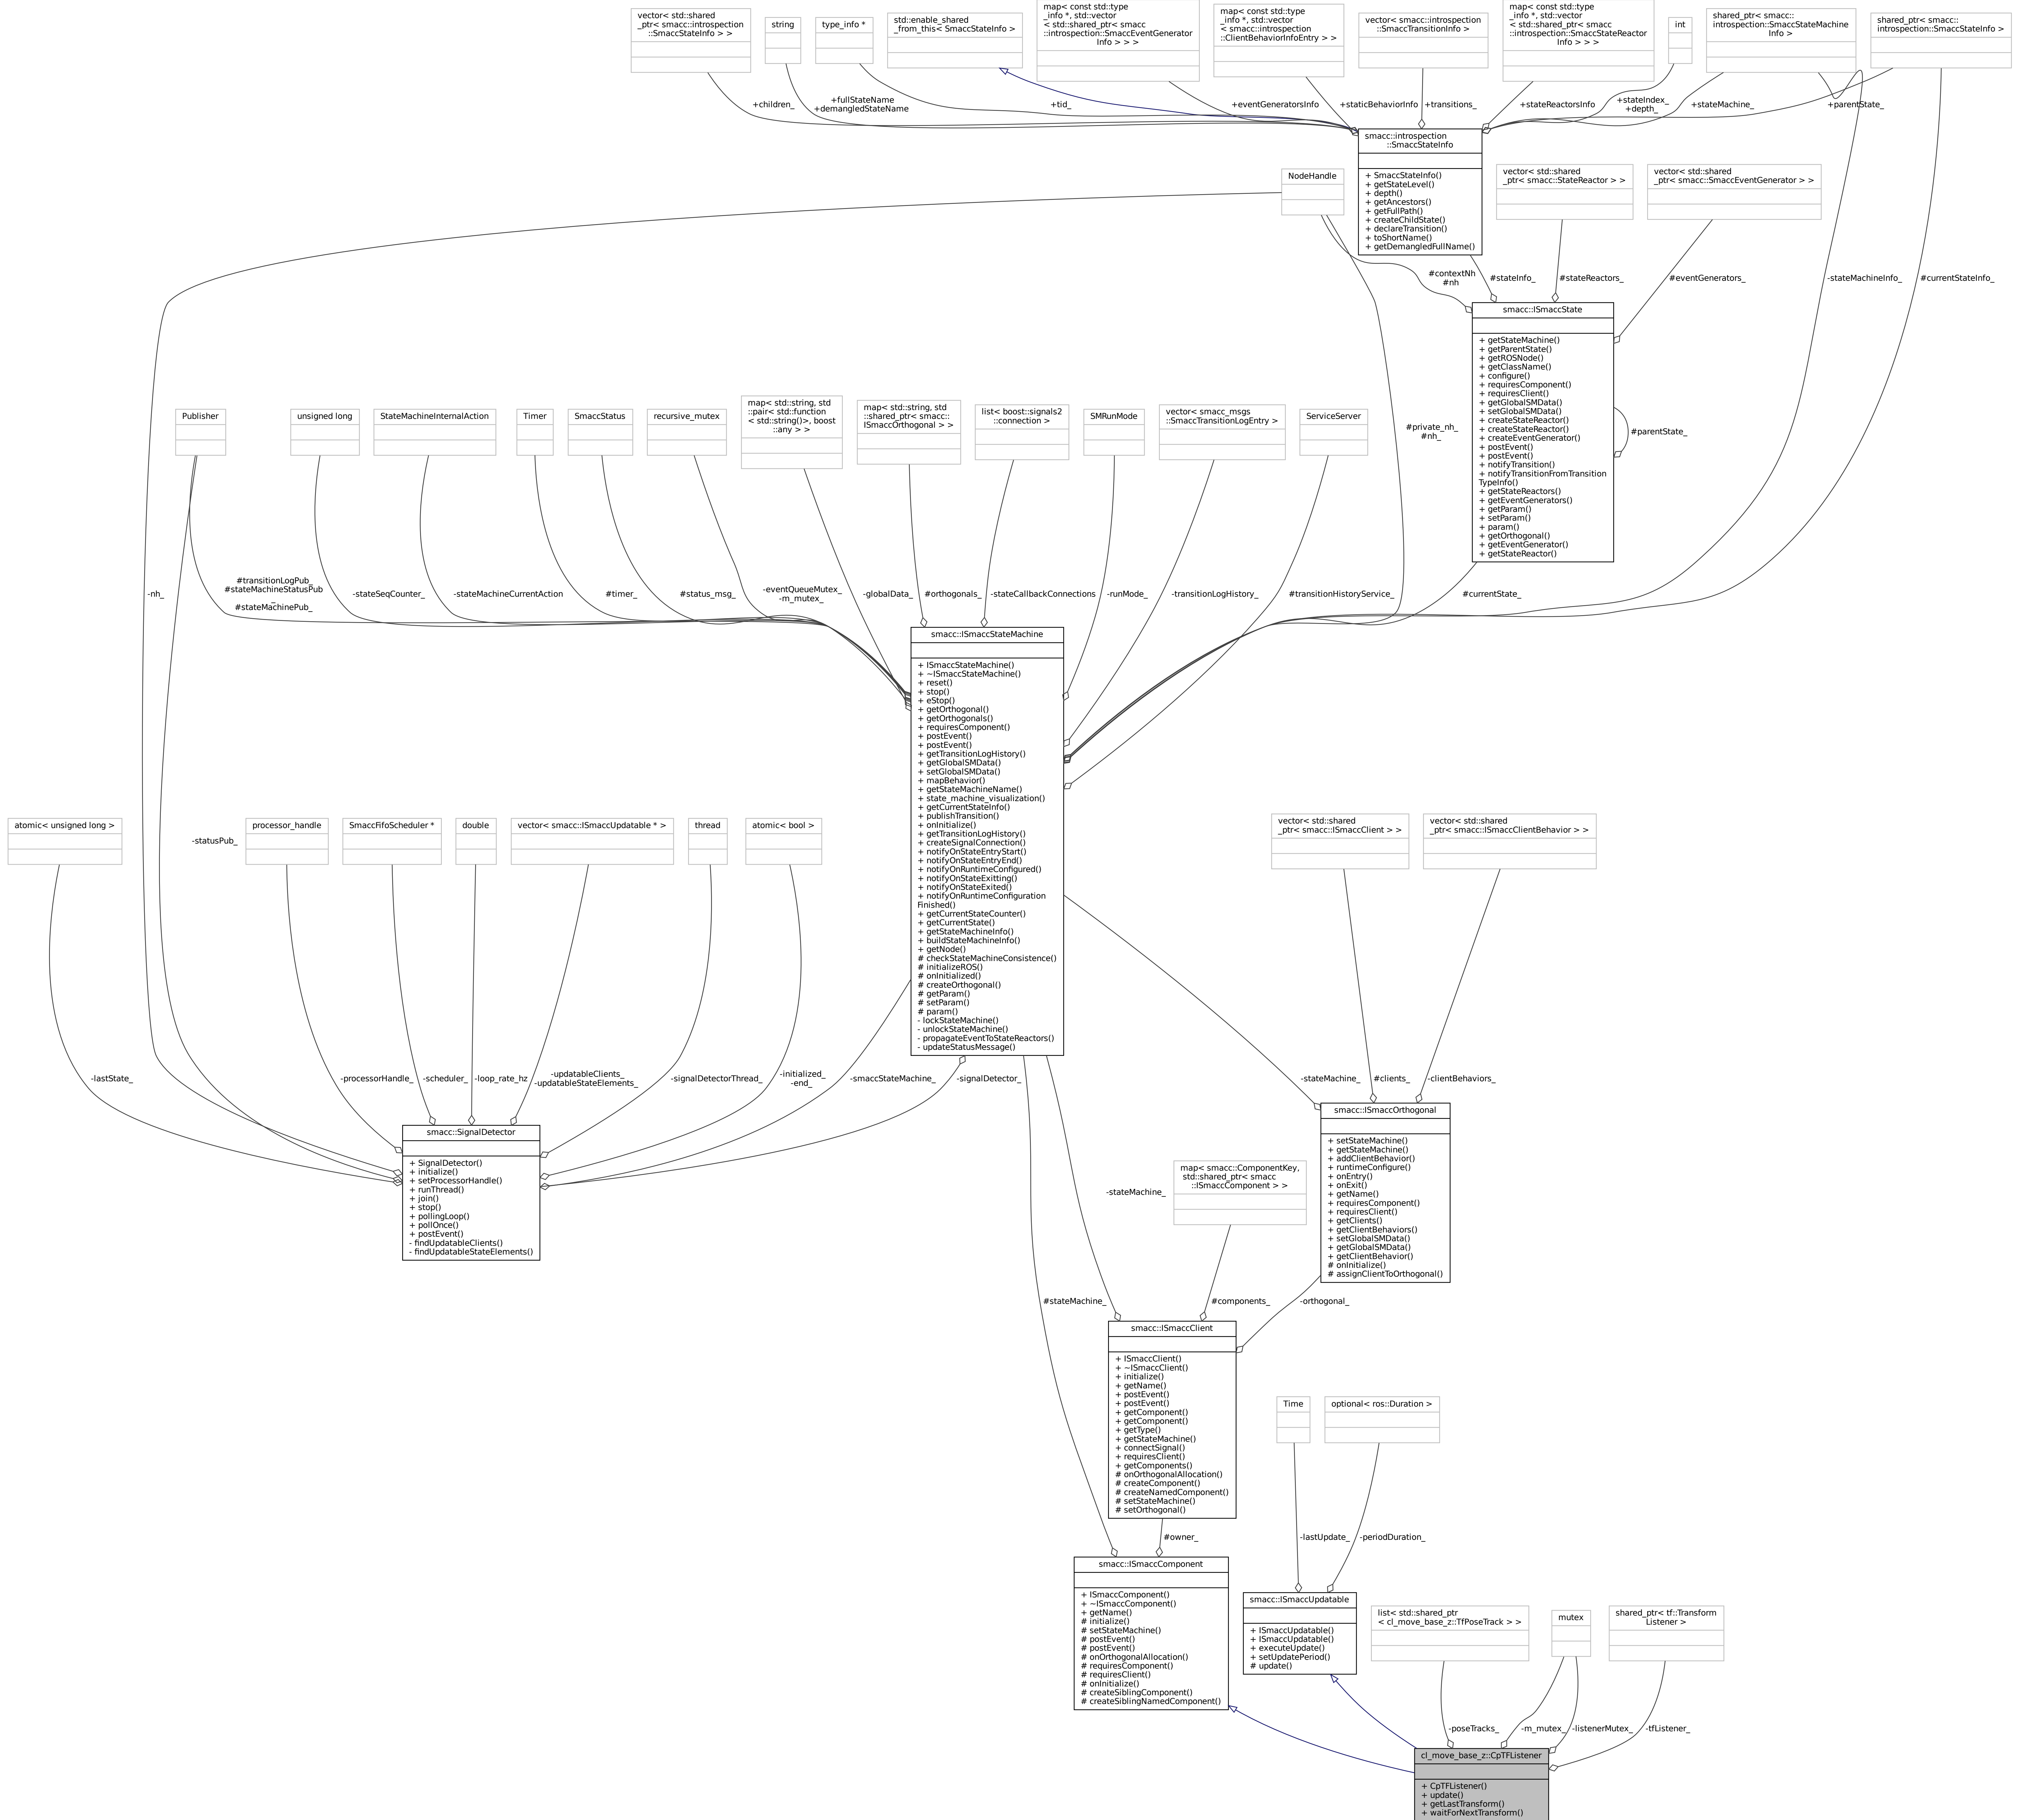 vector< std::shared
_ptr< smacc::introspection
::SmaccStateInfo > >
string
type_info *
std::enable_shared
_from_this< SmaccStateInfo >
map< const std::type
_info *, std::vector
< std::shared_ptr< smacc
::introspection::SmaccEventGenerator
Info > > >
map< const std::type
_info *, std::vector
< smacc::introspection
::ClientBehaviorInfoEntry > >
vector< smacc::introspection
::SmaccTransitionInfo >
map< const std::type
_info *, std::vector
< std::shared_ptr< smacc
::introspection::SmaccStateReactor
Info > > >
int
shared_ptr< smacc::
introspection::SmaccStateMachine
Info >
shared_ptr< smacc::
introspection::SmaccStateInfo >
+children_
+fullStateName
+demangledStateName
+tid_
+eventGeneratorsInfo
+staticBehaviorInfo
+transitions_
+stateReactorsInfo
+stateIndex_
+depth_
+stateMachine_
+parentState_
smacc::introspection
::SmaccStateInfo
+ SmaccStateInfo()
+ getStateLevel()
+ depth()
+ getAncestors()
+ getFullPath()
+ createChildState()
+ declareTransition()
+ toShortName()
+ getDemangledFullName()
NodeHandle
vector< std::shared
_ptr< smacc::StateReactor > >
vector< std::shared
_ptr< smacc::SmaccEventGenerator > >
#contextNh
#nh
#stateInfo_
#stateReactors_
#eventGenerators_
-stateMachineInfo_
#currentStateInfo_
smacc::ISmaccState
+ getStateMachine()
+ getParentState()
+ getROSNode()
+ getClassName()
+ configure()
+ requiresComponent()
+ requiresClient()
+ getGlobalSMData()
+ setGlobalSMData()
+ createStateReactor()
+ createStateReactor()
+ createEventGenerator()
+ postEvent()
+ postEvent()
+ notifyTransition()
+ notifyTransitionFromTransition
TypeInfo()
+ getStateReactors()
+ getEventGenerators()
+ getParam()
+ setParam()
+ param()
+ getOrthogonal()
+ getEventGenerator()
+ getStateReactor()
#parentState_
Publisher
unsigned long
StateMachineInternalAction
Timer
SmaccStatus
recursive_mutex
map< std::string, std
::pair< std::function
< std::string()>, boost
::any > >
map< std::string, std
::shared_ptr< smacc::
ISmaccOrthogonal > >
list< boost::signals2
::connection >
SMRunMode
vector< smacc_msgs
::SmaccTransitionLogEntry >
ServiceServer
#private_nh_
#nh_
-nh_
#transitionLogPub_
#stateMachineStatusPub
_
#stateMachinePub_
-stateSeqCounter_
-stateMachineCurrentAction
#timer_
#status_msg_
-eventQueueMutex_
-m_mutex_
-globalData_
#orthogonals_
-stateCallbackConnections
-runMode_
-transitionLogHistory_
#transitionHistoryService_
#currentState_
smacc::ISmaccStateMachine
+ ISmaccStateMachine()
+ ~ISmaccStateMachine()
+ reset()
+ stop()
+ eStop()
+ getOrthogonal()
+ getOrthogonals()
+ requiresComponent()
+ postEvent()
+ postEvent()
+ getTransitionLogHistory()
+ getGlobalSMData()
+ setGlobalSMData()
+ mapBehavior()
+ getStateMachineName()
+ state_machine_visualization()
+ getCurrentStateInfo()
+ publishTransition()
+ onInitialize()
+ getTransitionLogHistory()
+ createSignalConnection()
+ notifyOnStateEntryStart()
+ notifyOnStateEntryEnd()
+ notifyOnRuntimeConfigured()
+ notifyOnStateExitting()
+ notifyOnStateExited()
+ notifyOnRuntimeConfiguration
Finished()
+ getCurrentStateCounter()
+ getCurrentState()
+ getStateMachineInfo()
+ buildStateMachineInfo()
+ getNode()
# checkStateMachineConsistence()
# initializeROS()
# onInitialized()
# createOrthogonal()
# getParam()
# setParam()
# param()
- lockStateMachine()
- unlockStateMachine()
- propagateEventToStateReactors()
- updateStatusMessage()
atomic< unsigned long >
-statusPub_
processor_handle
SmaccFifoScheduler *
double
vector< smacc::ISmaccUpdatable * >
thread
atomic< bool >
vector< std::shared
_ptr< smacc::ISmaccClient > >
vector< std::shared
_ptr< smacc::ISmaccClientBehavior > >
-lastState_
-processorHandle_
-scheduler_
-loop_rate_hz
-updatableClients_
-updatableStateElements_
-signalDetectorThread_
-initialized_
-end_
-smaccStateMachine_
-signalDetector_
-stateMachine_
#clients_
-clientBehaviors_
smacc::SignalDetector
+ SignalDetector()
+ initialize()
+ setProcessorHandle()
+ runThread()
+ join()
+ stop()
+ pollingLoop()
+ pollOnce()
+ postEvent()
- findUpdatableClients()
- findUpdatableStateElements()
smacc::ISmaccOrthogonal
+ setStateMachine()
+ getStateMachine()
+ addClientBehavior()
+ runtimeConfigure()
+ onEntry()
+ onExit()
+ getName()
+ requiresComponent()
+ requiresClient()
+ getClients()
+ getClientBehaviors()
+ setGlobalSMData()
+ getGlobalSMData()
+ getClientBehavior()
# onInitialize()
# assignClientToOrthogonal()
-stateMachine_
map< smacc::ComponentKey,
std::shared_ptr< smacc
::ISmaccComponent > >
#stateMachine_
#components_
-orthogonal_
smacc::ISmaccClient
+ ISmaccClient()
+ ~ISmaccClient()
+ initialize()
+ getName()
+ postEvent()
+ postEvent()
+ getComponent()
+ getComponent()
+ getType()
+ getStateMachine()
+ connectSignal()
+ requiresClient()
+ getComponents()
# onOrthogonalAllocation()
# createComponent()
# createNamedComponent()
# setStateMachine()
# setOrthogonal()
Time
optional< ros::Duration >
#owner_
-lastUpdate_
-periodDuration_
smacc::ISmaccComponent
+ ISmaccComponent()
+ ~ISmaccComponent()
+ getName()
# initialize()
# setStateMachine()
# postEvent()
# postEvent()
# onOrthogonalAllocation()
# requiresComponent()
# requiresClient()
# onInitialize()
# createSiblingComponent()
# createSiblingNamedComponent()
smacc::ISmaccUpdatable
+ ISmaccUpdatable()
+ ISmaccUpdatable()
+ executeUpdate()
+ setUpdatePeriod()
# update()
list< std::shared_ptr
< cl_move_base_z::TfPoseTrack > >
mutex
shared_ptr< tf::Transform
Listener >
-poseTracks_
-m_mutex_
-listenerMutex_
-tfListener_
cl_move_base_z::CpTFListener
+ CpTFListener()
+ update()
+ getLastTransform()
+ waitForNextTransform()